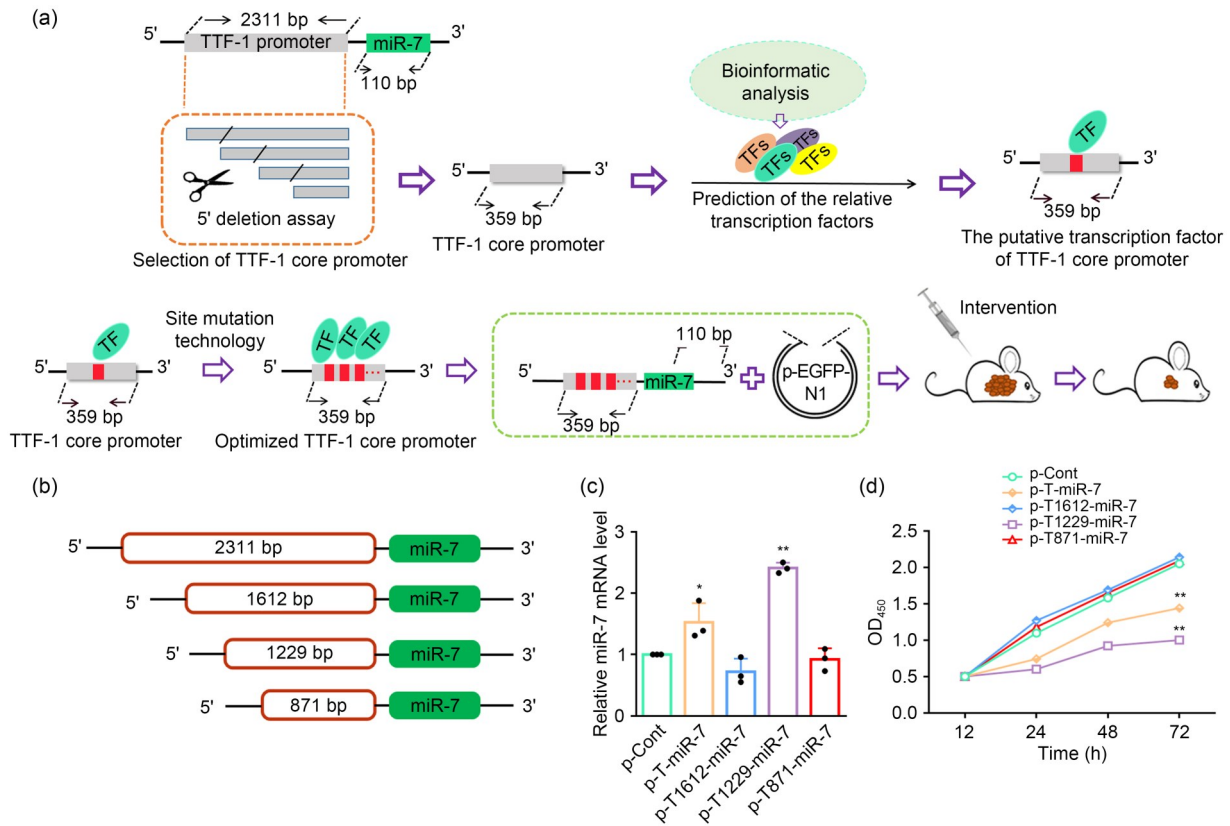 (a)
2311 bp
5'
TTF-1 promoter
miR-7
3'
110 bp
5' deletion assay
Selection of TTF-1 core promoter
5'
3'
359 bp
TTF-1 core promoter
Bioinformatic
analysis
TFs
TFs
TFs
TFs
Prediction of the relative
transcription factors
TF
5'
3'
359 bp
The putative transcription factor
of TTF-1 core promoter
TF
5'
3'
359 bp
TTF-1 core promoter
Site mutation
technology
TF
TF
TF
5'
3'
359 bp
Optimized TTF-1 core promoter
110 bp
5'
miR-7
3'
359 bp
p-EGFP-
N1
Intervention
(b)
5'
2311 bp
miR-7
3'
5'
1612 bp
miR-7
3'
5'
1229 bp
miR-7
3'
5'
871 bp
miR-7
3'
(c)
Relative miR-7 mRNA level
3
2
1
0
*
**
p-Cont
p-T-miR-7
p-T1612-miR-7
p-T1229-miR-7
p-T871-miR-7
(d)
p-Cont
p-T-miR-7
p-T1612-miR-7
p-T1229-miR-7
p-T871-miR-7
OD450
2.5
2.0
1.5
1.0
0.5
0.0
**
**
12
24
48
72
Time (h)